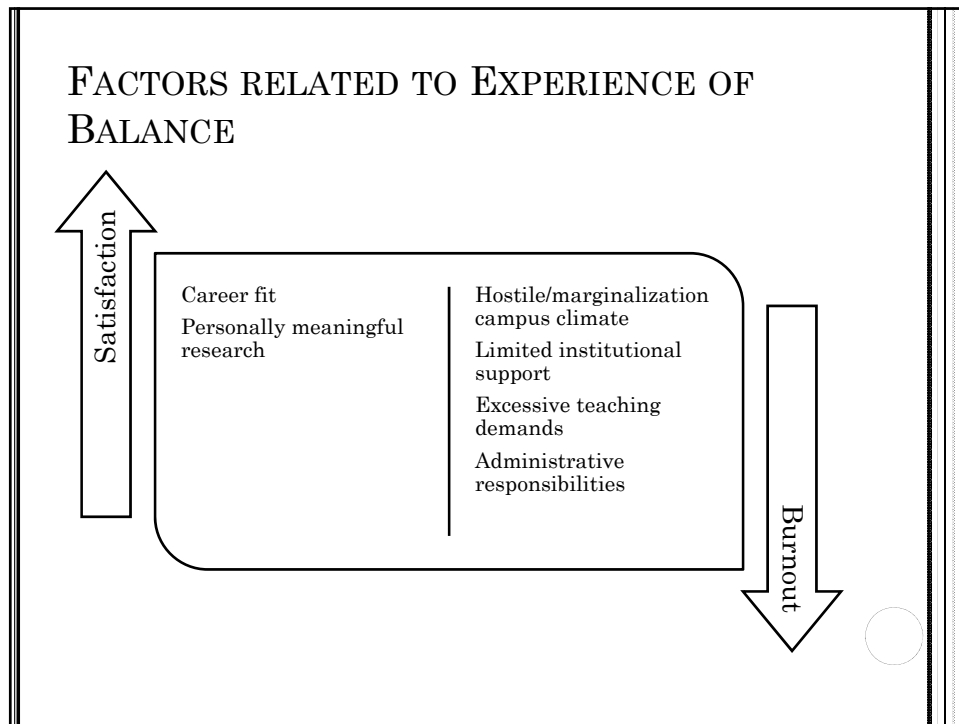 FACTORS RELATED TO EXPERIENCE OF
BALANCE
Satisfaction
Career fit
Personally meaningful
research
Hostile/marginalization
campus climate
Limited institutional
support
Excessive teaching
demands
Administrative
responsibilities
Burnout